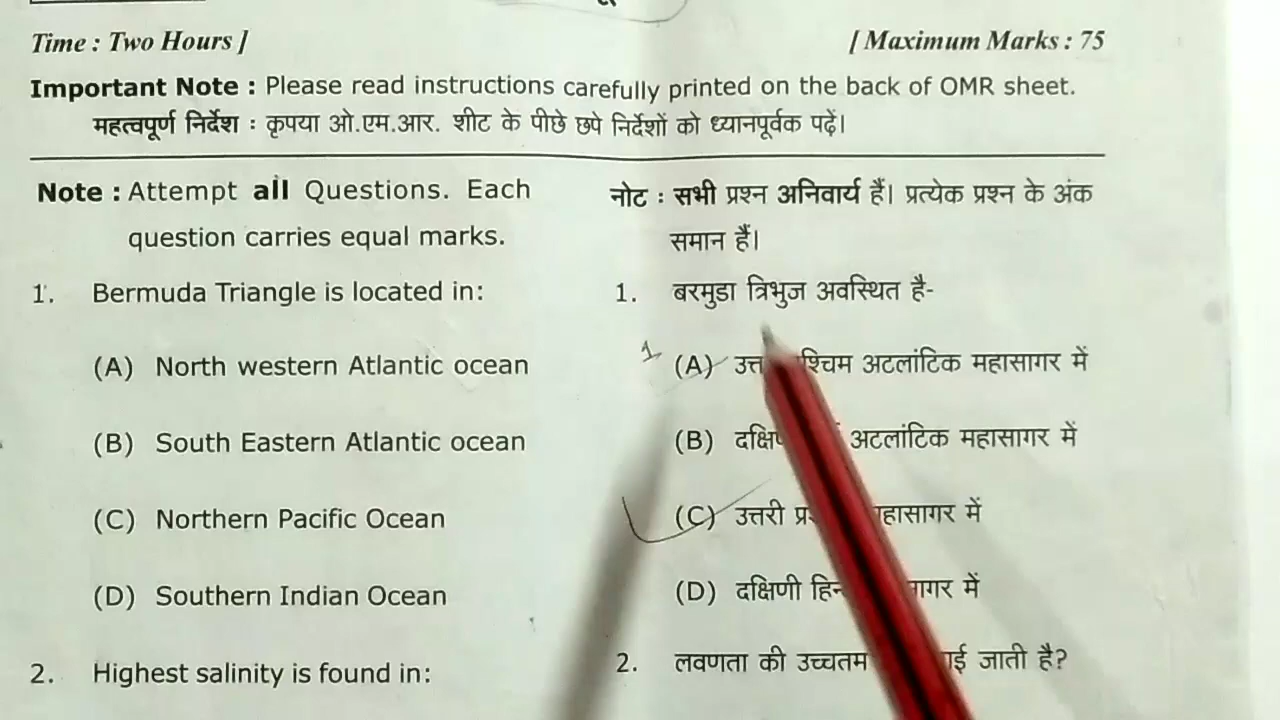 Time : Two Hours ]
[ Maximum Marks : 75
Important Note : Please read instructions carefully printed on the back of OMR sheet.
महत्वपूर्ण निर्देश : कृपया ओ.एम.आर. शीट के पीछे छपे निर्देशों को ध्यानपूर्वक पढ़ें।
Note : Attempt all Questions. Each
question carries equal marks.
1. Bermuda Triangle is located in:
(A) North western Atlantic ocean
(B) South Eastern Atlantic ocean
(C) Northern Pacific Ocean
(D) Southern Indian Ocean
2. Highest salinity is found in:
नोट : सभी प्रश्न अनिवार्य हैं। प्रत्येक प्रश्न के अंक
समान हैं।
1. बरमुडा त्रिभुज अवस्थित है-
(A) अटलांटिक महासागर में
(B) अटलांटिक महासागर में
(C) उत्तरी में
(D) दक्षिणी में
2. लवणता की उच्चतम जाती है?